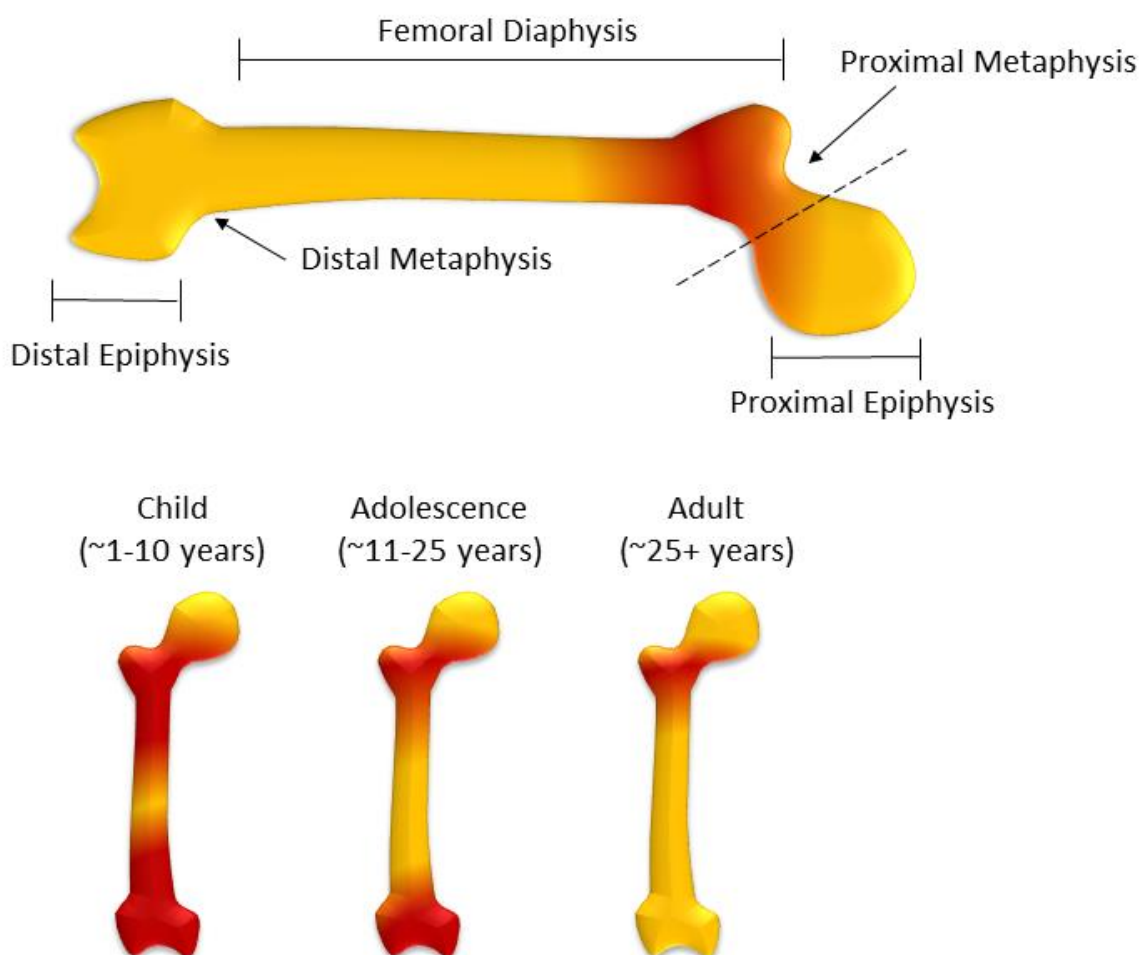 Femoral Diaphysis
Proximal Metaphysis
Distal Metaphysis
Distal Epiphysis
Proximal Epiphysis
Child
(~1-10 years)
Adolescence
(~11-25 years)
Adult
(~25+ years)